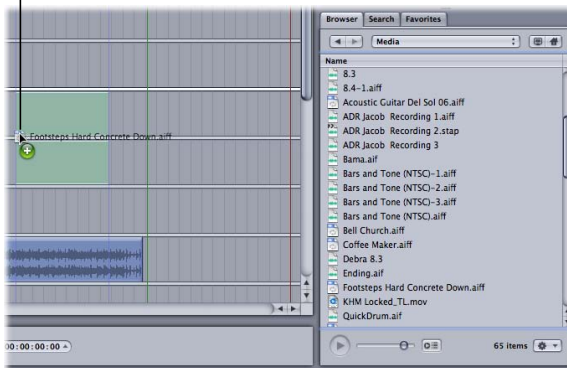 Browser Search Favorites
Media
Name
8.3
8.4-1.aiff
Acoustic Guitar Del Sol 06.aiff
ADR Jacob Recording 1.aiff
ADR Jacob Recording 2.stap
ADR Jacob Recording 3
Bama.aif
Bars and Tone (NTSC)-1.aiff
Bars and Tone (NTSC)-2.aiff
Bars and Tone (NTSC)-3.aiff
Bars and Tone (NTSC).aiff
Bell Church.aiff
Coffee Maker.aiff
Debra 8.3
Ending.aif
Footsteps Hard Concrete Down.aiff
KHM Locked_TL.mov
QuickDrum.aif
65 items
Footsteps Hard Concrete Down.aiff
00:00:00:00